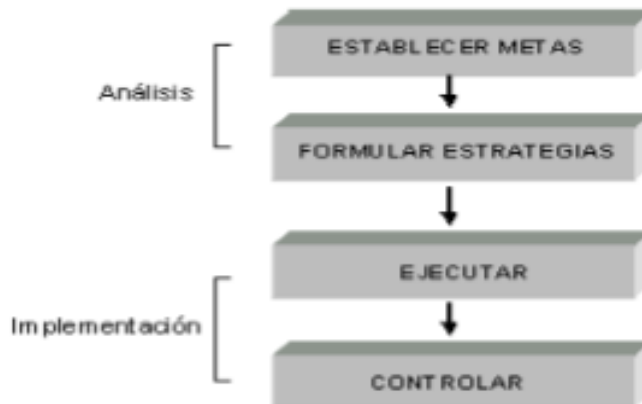 ESTABLECER METAS
Análisis
FORMULAR ESTRATEGIAS
EJECUTAR
Implementación
CONTROLAR